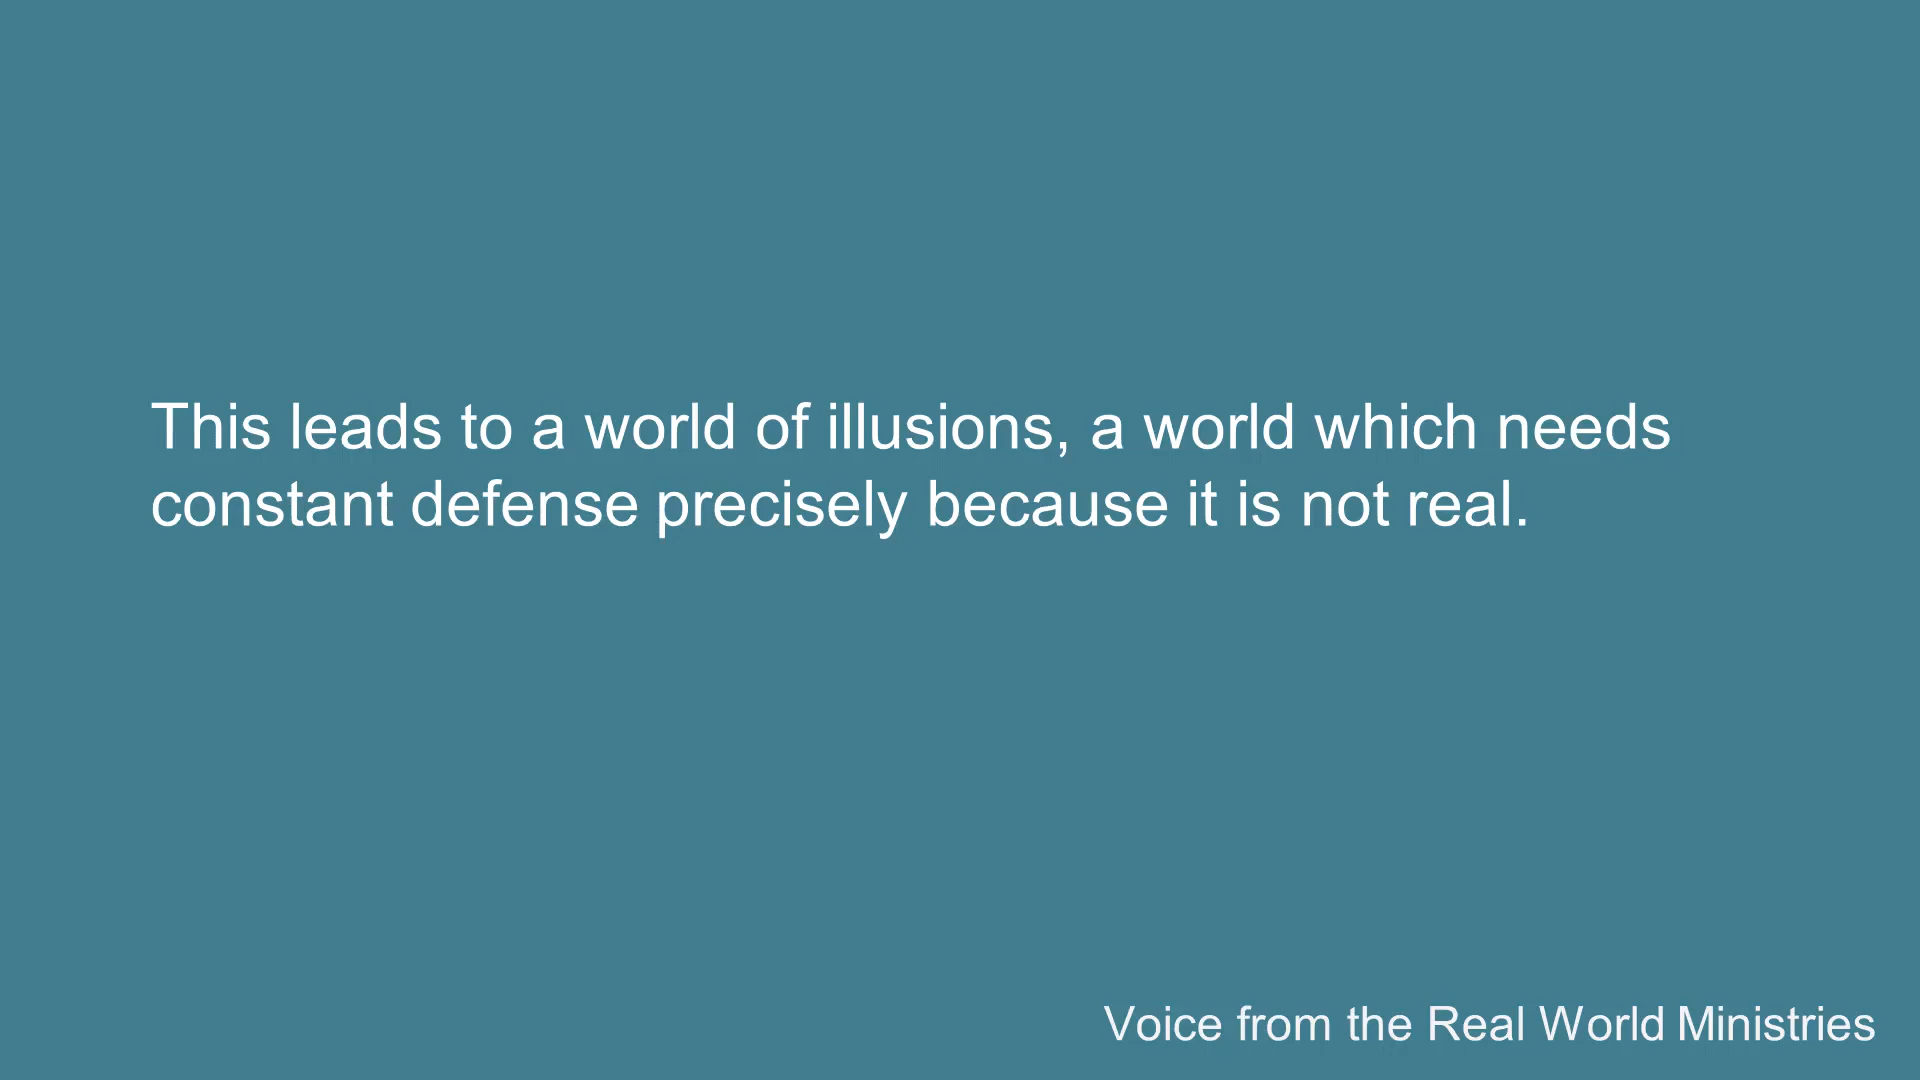 This leads to a world of illusions, a world which needs
constant defense precisely because it is not real.
Voice from the Real World Ministries